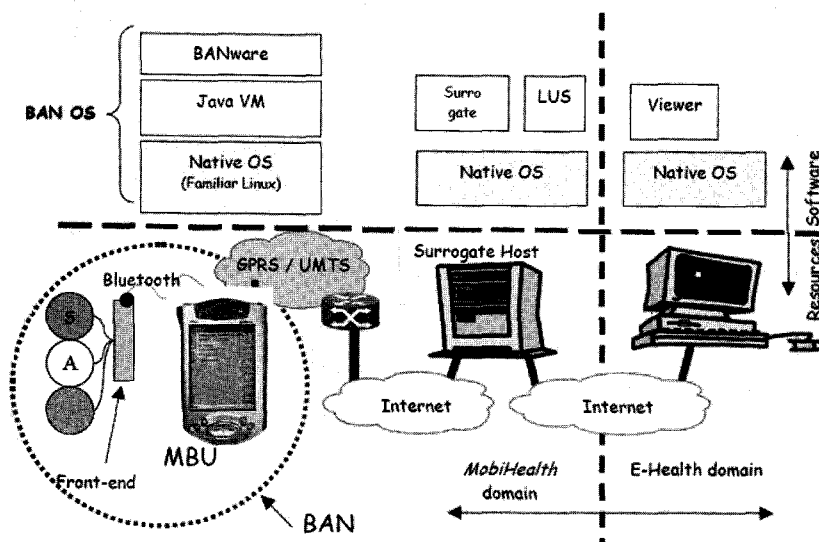 BANware
BAN OS
Java VM
Native OS
(Familiar Linux)
Surro
gate
LUS
Native OS
Viewer
Native OS
Software
Resources
Bluetooth
GPRS / UMTS
Surrogate Host
S
A
Front-end
MBU
BAN
Internet
Internet
MobiHealth
domain
E-Health domain